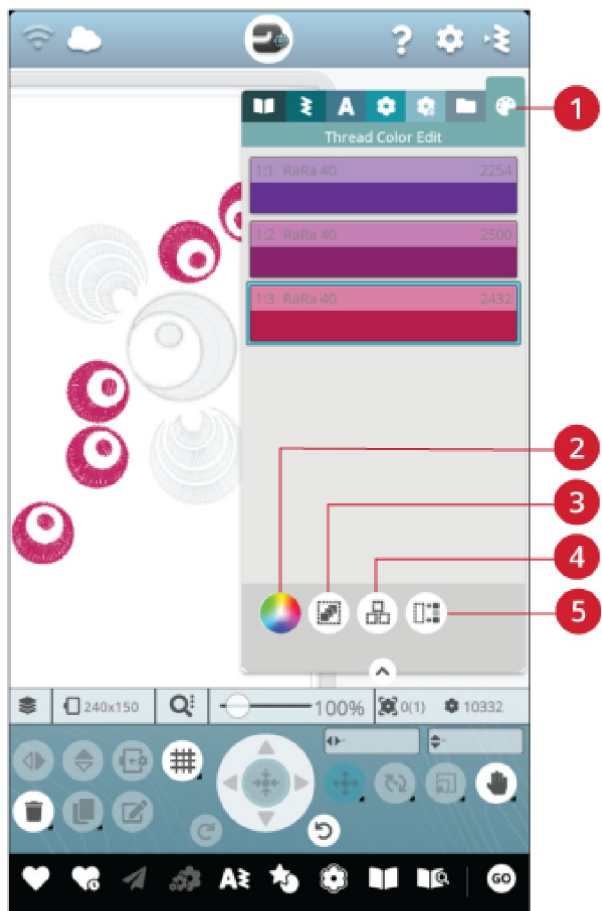 ?
A
1
Thread Color Edit
1:1 RaRa 40 2254
1:2 RaRa 40 2500
1:3 RaRa 40 2432
2
3
4
5
240x150
100%
0(1)
10332
A
GO